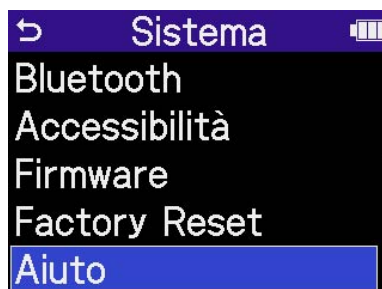 Sistema
Bluetooth
Accessibilità
Firmware
Factory Reset
Aiuto